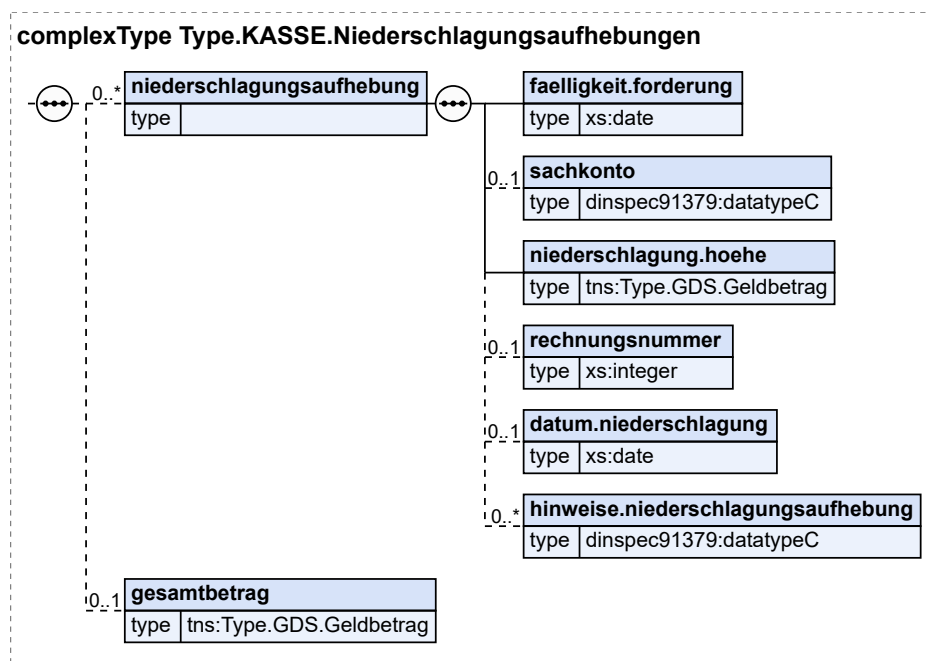 complexType Type.KASSE.Niederschlagungsaufhebungen
0..* niederschlagungsaufhebung
type
faelligkeit.forderung
type xs:date
0..1 sachkonto
type dinspec91379:datatypeC
niederschlagung.hoehe
type tns:Type.GDS.Geldbetrag
0..1 rechnungsnummer
type xs:integer
0..1 datum.niederschlagung
type xs:date
0..* hinweise.niederschlagungsaufhebung
type dinspec91379:datatypeC
0..1 gesamtbetrag
type tns:Type.GDS.Geldbetrag